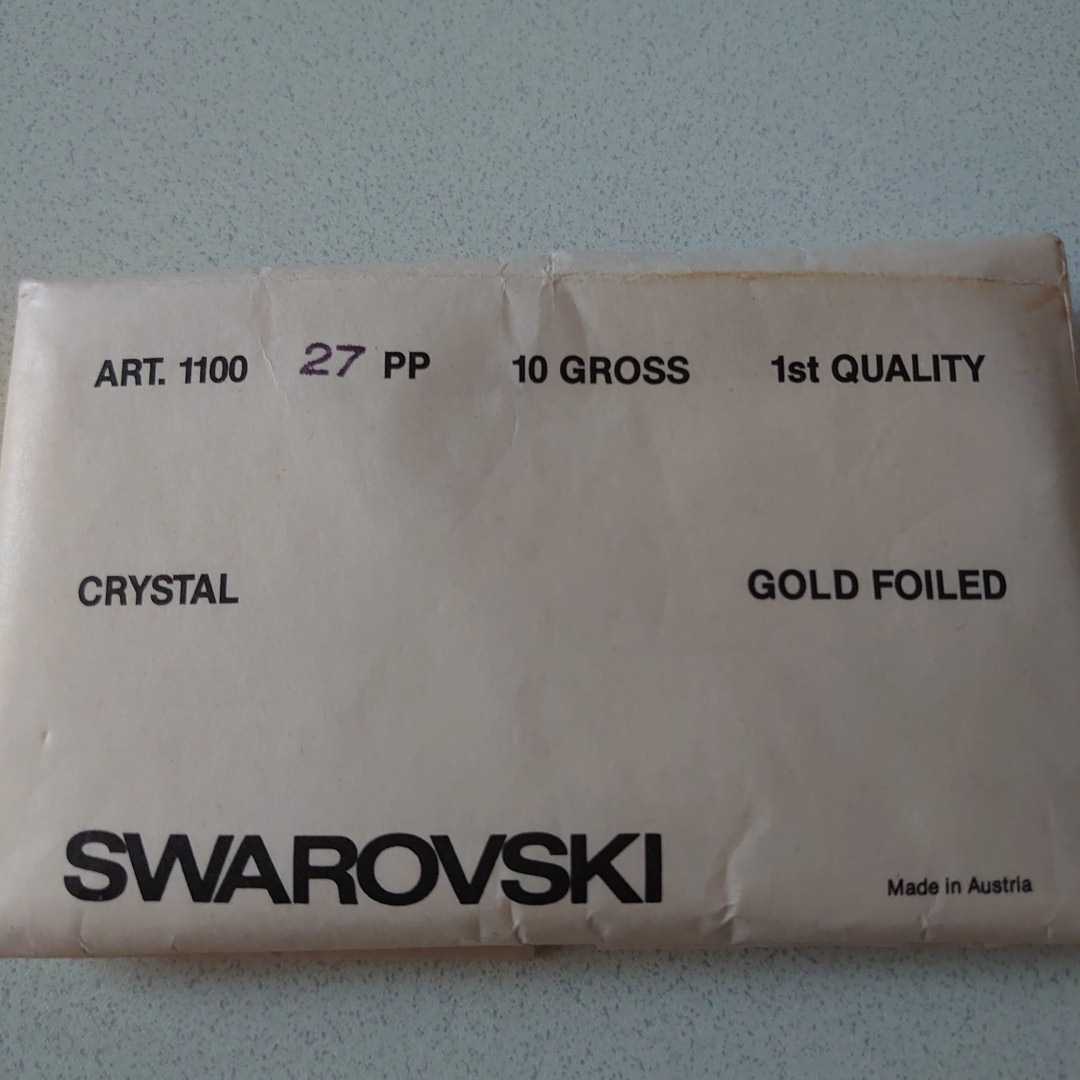 ART. 1100 27 PP 10 GROSS 1st QUALITY
CRYSTAL GOLD FOILED
SWAROVSKI Made in Austria